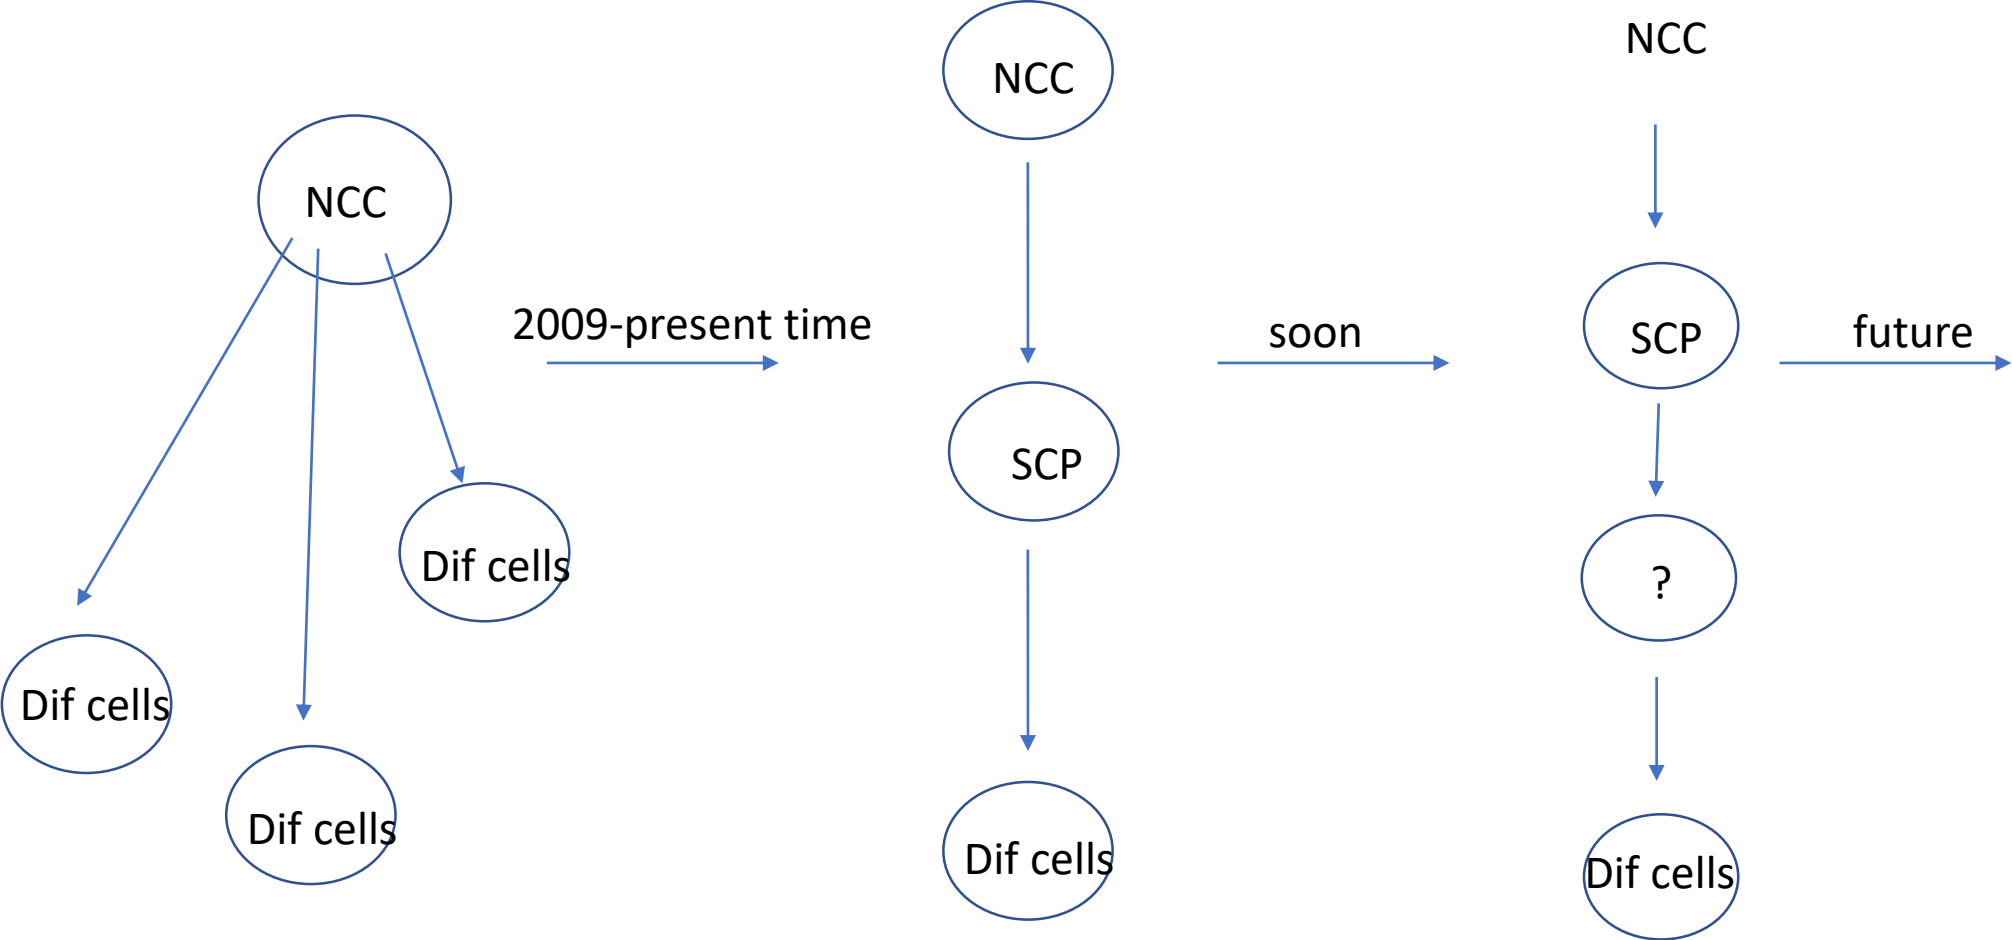 NCC
Dif cells
Dif cells
Dif cells
2009-present time
NCC
SCP
Dif cells
soon
NCC
SCP
?
Dif cells
future